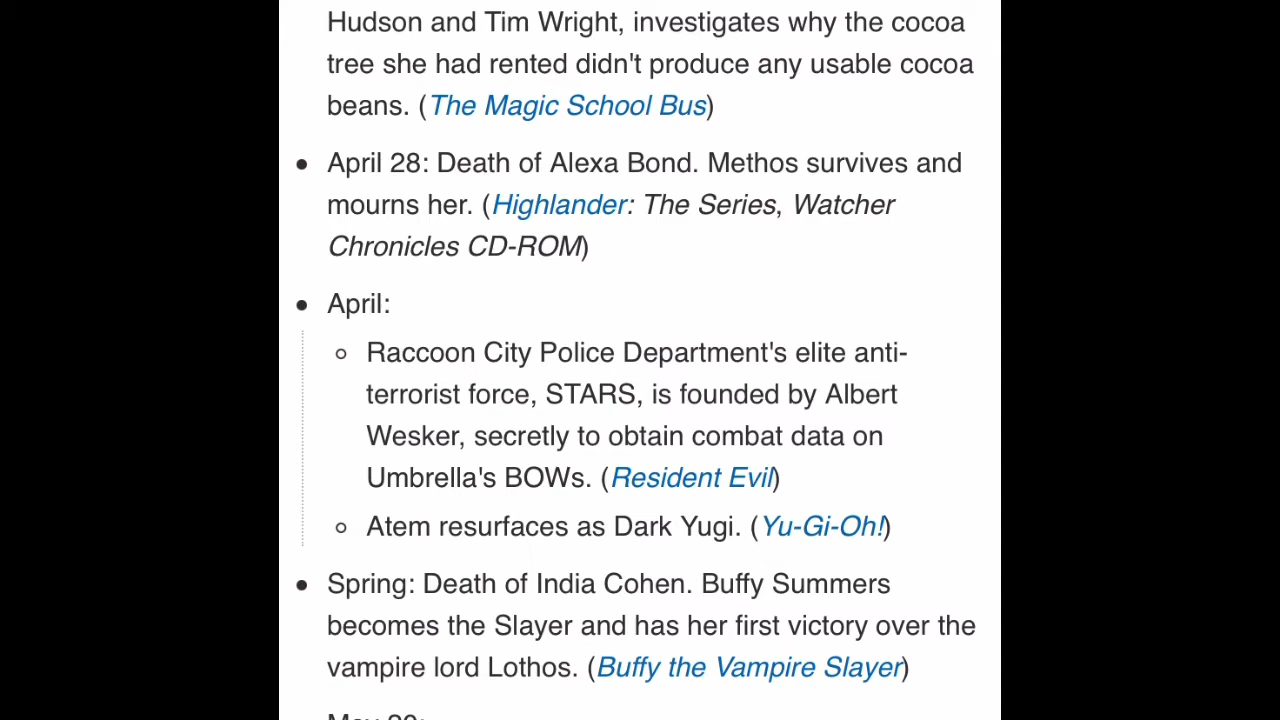 Hudson and Tim Wright, investigates why the cocoa
tree she had rented didn't produce any usable cocoa
beans. (The Magic School Bus)
• April 28: Death of Alexa Bond. Methos survives and
mourns her. (Highlander: The Series, Watcher
Chronicles CD-ROM)
• April:
◦ Raccoon City Police Department's elite anti-
terrorist force, STARS, is founded by Albert
Wesker, secretly to obtain combat data on
Umbrella's BOWs. (Resident Evil)
◦ Atem resurfaces as Dark Yugi. (Yu-Gi-Oh!)
• Spring: Death of India Cohen. Buffy Summers
becomes the Slayer and has her first victory over the
vampire lord Lothos. (Buffy the Vampire Slayer)